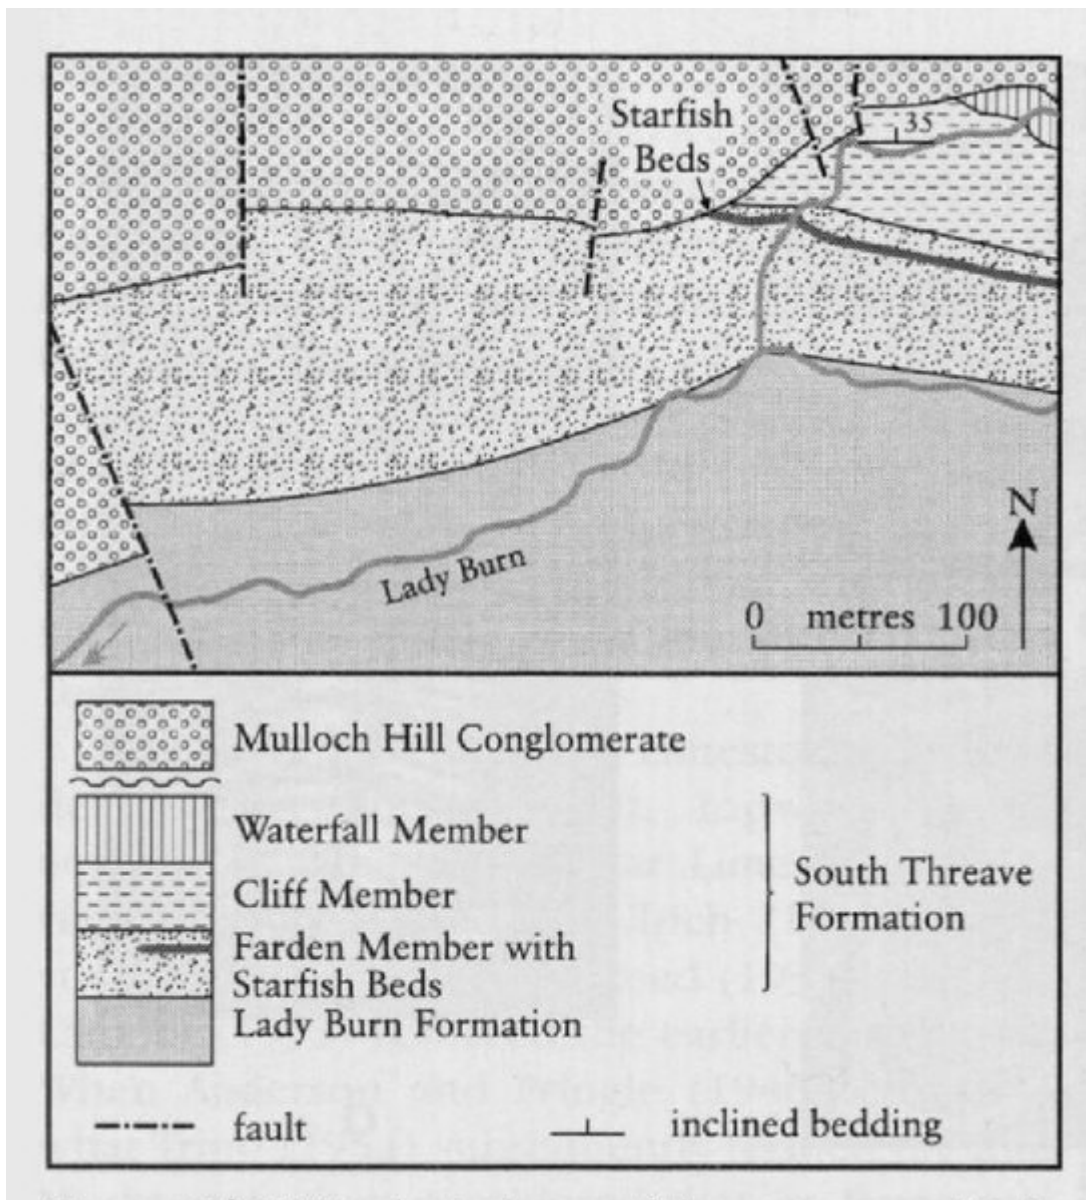 Starfish
Beds
35
Lady Burn
N
0 metres 100
Mulloch Hill Conglomerate
Waterfall Member
Cliff Member
South Threave
Formation
Farden Member with
Starfish Beds
Lady Burn Formation
fault
inclined bedding